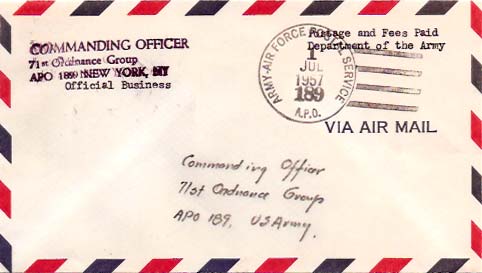 COMMANDING OFFICER
71st Ordnance Group
APO 189 NEW YORK, NY
Official Business
Postage and Fees Paid
Department of the Army
ARMY-AIR FORCE POSTAL SERVICE
1
JUL
1957
189
A.P.O.
VIA AIR MAIL
Commanding Officer
71st Ordnance Group
APO 189, US Army.